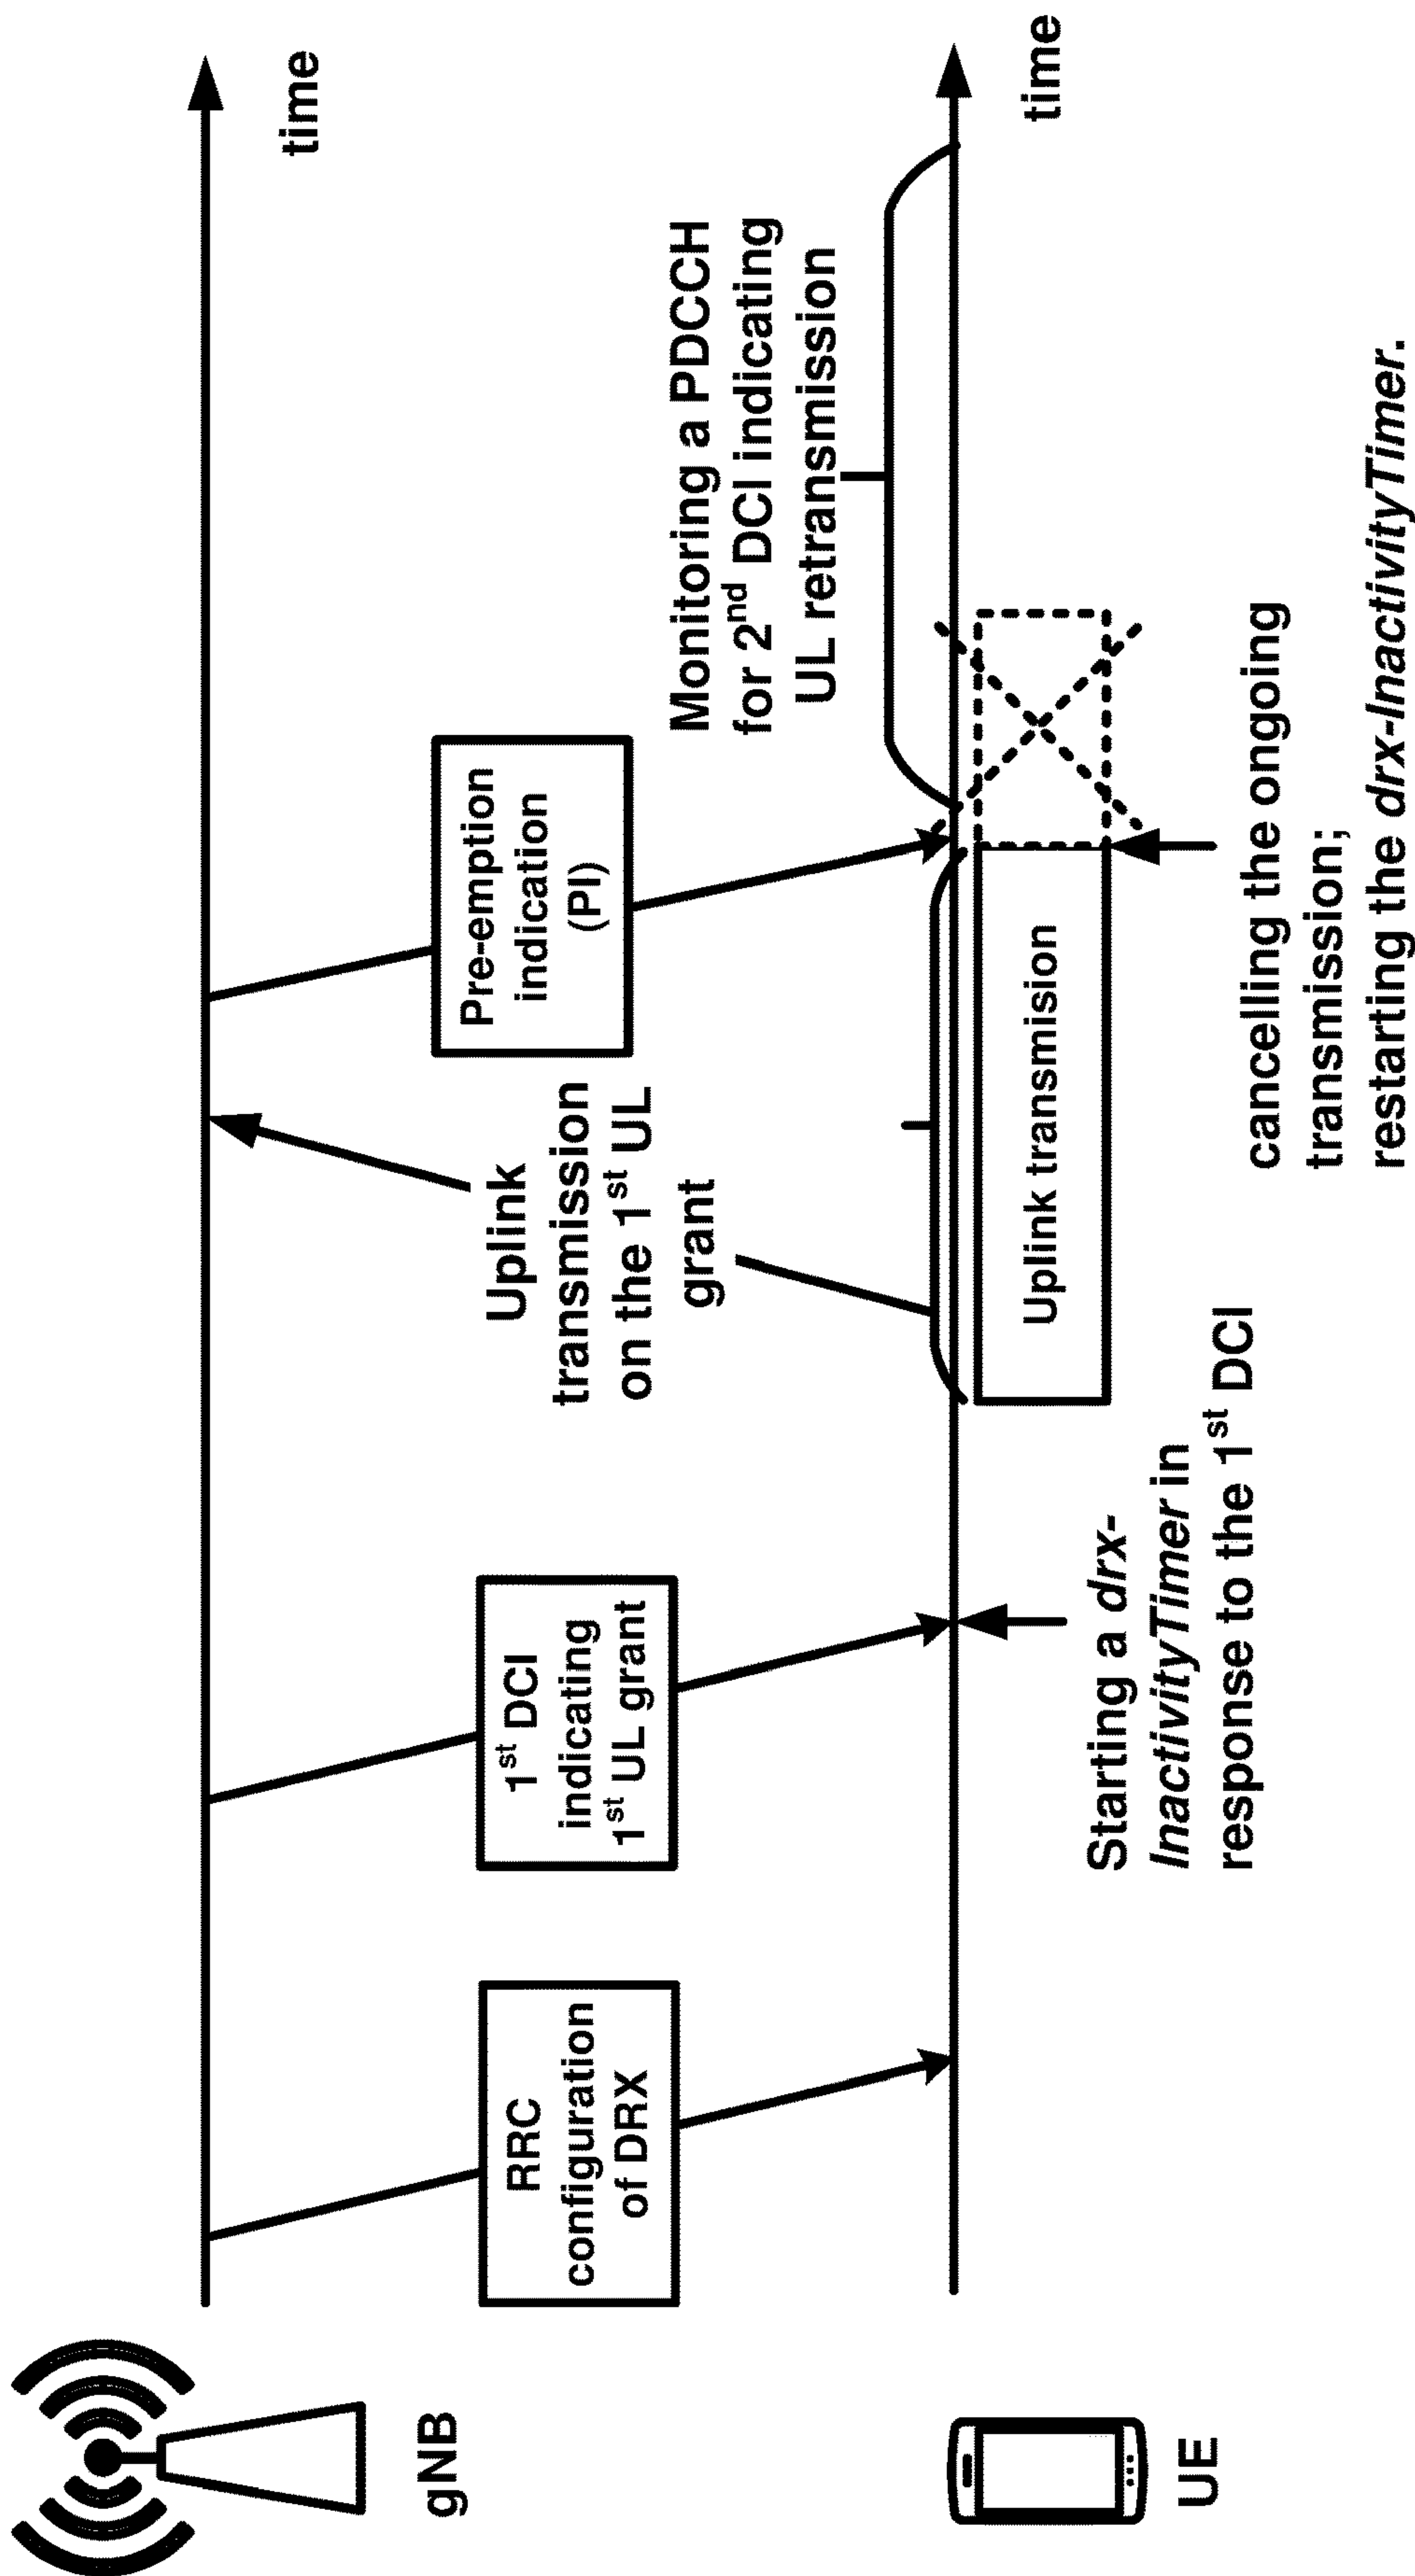 gNB
time
RRC
configuration
of DRX
1st DCI
indicating
1st UL grant
Uplink
transmission
on the 1st UL
grant
Pre-emption
indication
(PI)
Monitoring a PDCCH
for 2nd DCI indicating
UL retransmission
UE
time
Starting a drx-
InactivityTimer in
response to the 1st DCI
Uplink transmision
cancelling the ongoing
transmission;
restarting the drx-InactivityTimer.